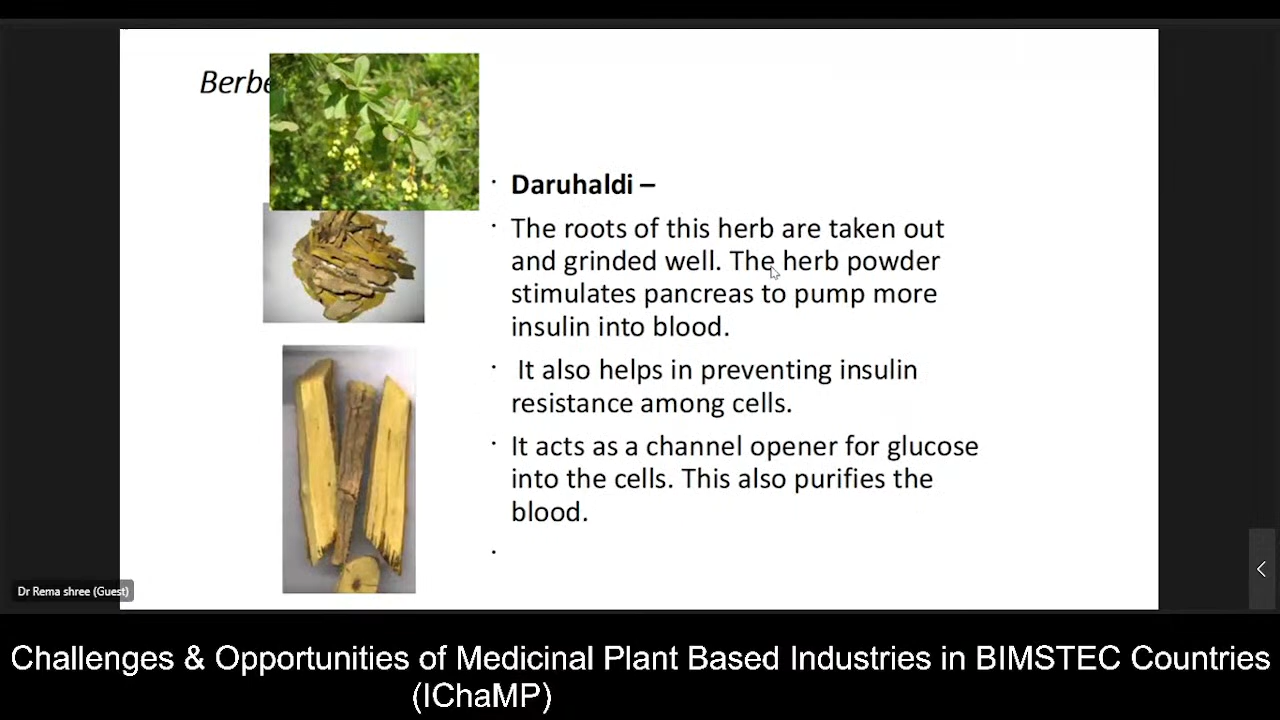 Daruhaldi –
The roots of this herb are taken out
and grinded well. The herb powder
stimulates pancreas to pump more
insulin into blood.
It also helps in preventing insulin
resistance among cells.
It acts as a channel opener for glucose
into the cells. This also purifies the
blood.
Dr Rema shree (Guest)
Challenges & Opportunities of Medicinal Plant Based Industries in BIMSTEC Countries
(IChaMP)